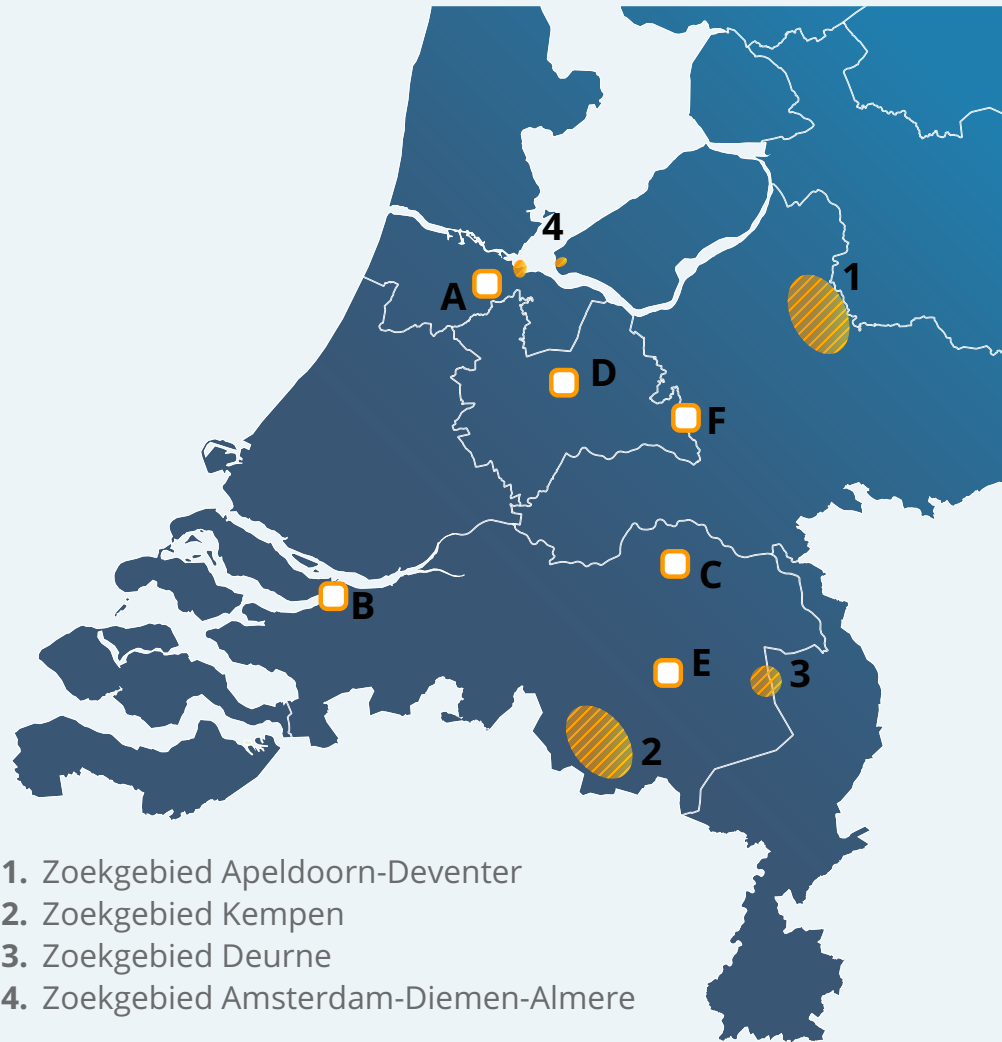 4
1
A
D
F
C
B
E
3
2
1. Zoekgebied Apeldoorn-Deventer
2. Zoekgebied Kempen
3. Zoekgebied Deurne
4. Zoekgebied Amsterdam-Diemen-Almere